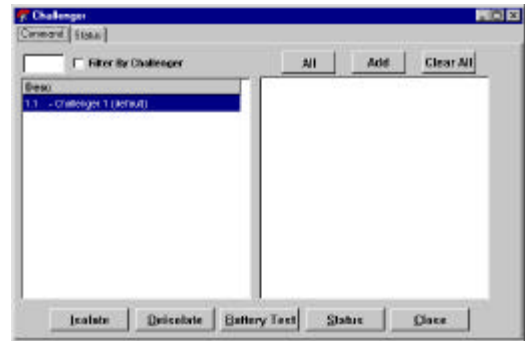 Challenger
Command Status
Filter By Challenger All Add Clear All
Desc
1.1 - Challenger 1 (default)
Isolate Deisolate Battery Test Status Close